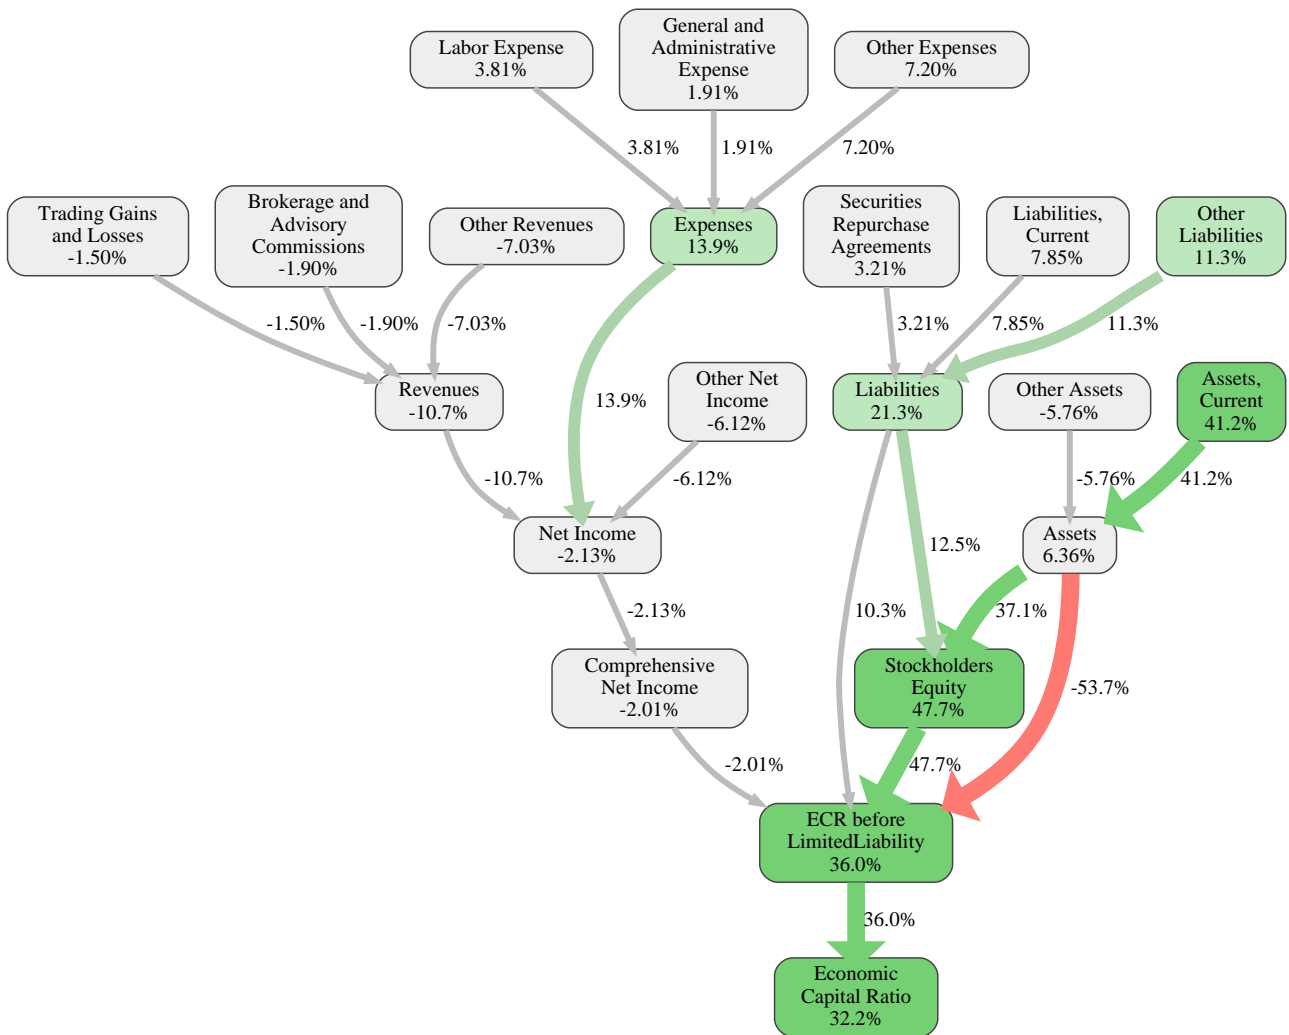 Labor Expense
3.81%
General and
Administrative
Expense
1.91%
Other Expenses
7.20%
3.81%
1.91%
7.20%
Trading Gains
and Losses
-1.50%
Brokerage and
Advisory
Commissions
-1.90%
Other Revenues
-7.03%
Expenses
13.9%
Securities
Repurchase
Agreements
3.21%
Liabilities,
Current
7.85%
Other
Liabilities
11.3%
-1.50%
-1.90%
-7.03%
3.21%
7.85%
11.3%
Revenues
-10.7%
13.9%
Other Net
Income
-6.12%
Liabilities
21.3%
Other Assets
-5.76%
Assets,
Current
41.2%
-10.7%
-6.12%
-5.76%
41.2%
Net Income
-2.13%
12.5%
Assets
6.36%
-2.13%
10.3%
37.1%
Comprehensive
Net Income
-2.01%
Stockholders
Equity
47.7%
-53.7%
-2.01%
47.7%
ECR before
LimitedLiability
36.0%
36.0%
Economic
Capital Ratio
32.2%